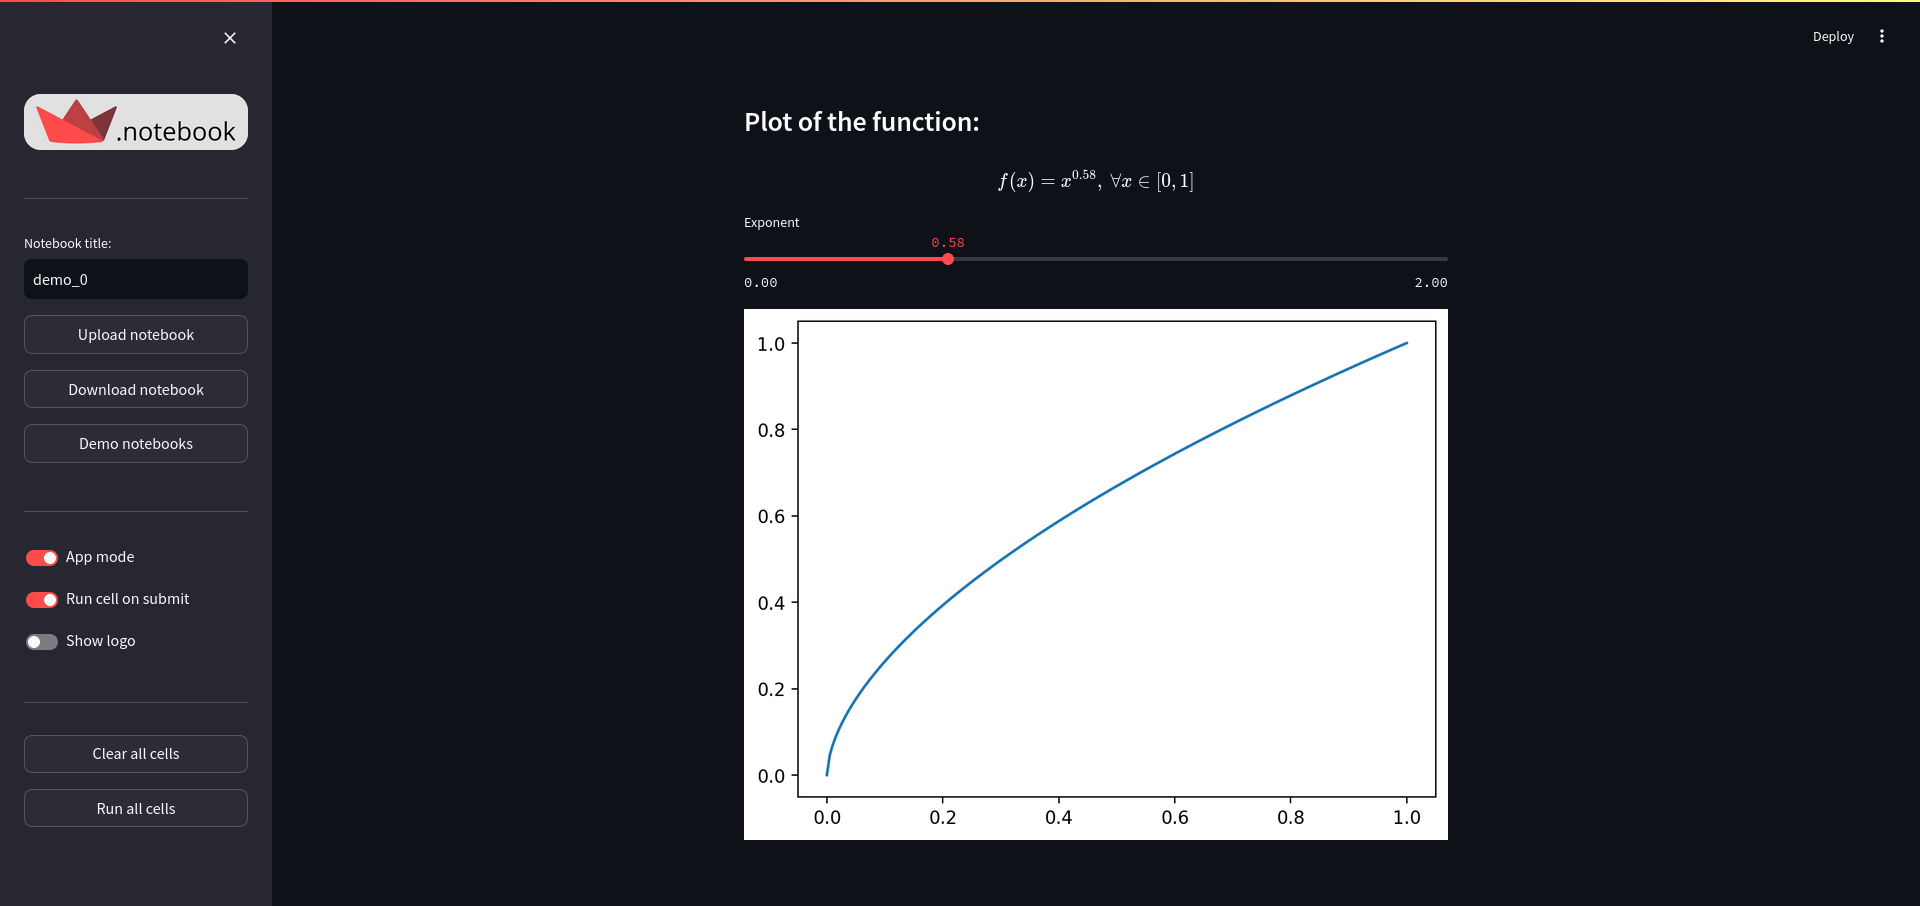 Deploy
.notebook
Notebook title:
demo_0
Upload notebook
Download notebook
Demo notebooks
App mode
Run cell on submit
Show logo
Clear all cells
Run all cells
Plot of the function:
f(x) = x^0.58, ∀x ∈ [0, 1]
Exponent
0.58
0.00 2.00
1.0
0.8
0.6
0.4
0.2
0.0
0.0 0.2 0.4 0.6 0.8 1.0